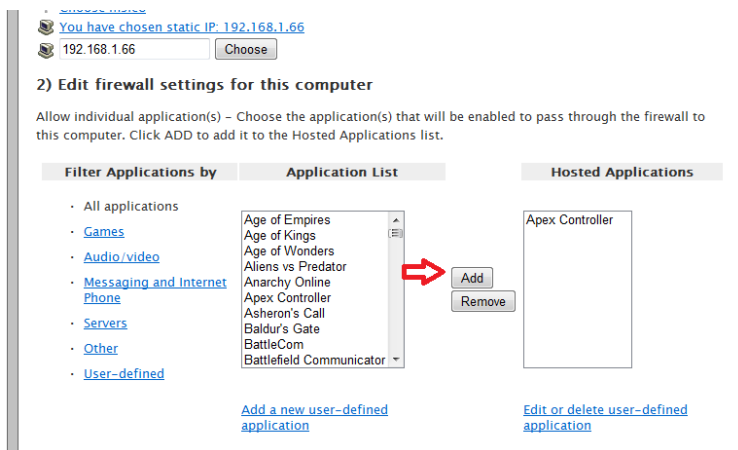 You have chosen static IP: 192.168.1.66
192.168.1.66
Choose
2) Edit firewall settings for this computer
Allow individual application(s) – Choose the application(s) that will be enabled to pass through the firewall to
this computer. Click ADD to add it to the Hosted Applications list.
Filter Applications by
Application List
Hosted Applications
All applications
Games
Audio/video
Messaging and Internet
Phone
Servers
Other
User-defined
Age of Empires
Age of Kings
Age of Wonders
Aliens vs Predator
Anarchy Online
Apex Controller
Asheron's Call
Baldur's Gate
BattleCom
Battlefield Communicator
Add
Remove
Apex Controller
Add a new user-defined
application
Edit or delete user-defined
application